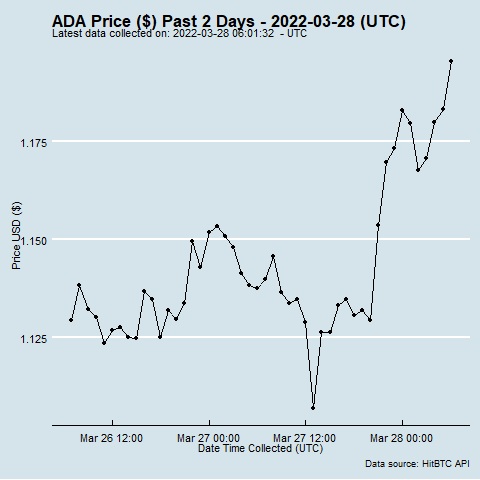 ADA Price ($) Past 2 Days - 2022-03-28 (UTC)
Latest data collected on: 2022-03-28 06:01:32  - UTC
1.175
1.150
1.125
Price USD ($)
Mar 26 12:00 Mar 27 00:00 Mar 27 12:00 Mar 28 00:00
Date Time Collected (UTC)
Data source: HitBTC API